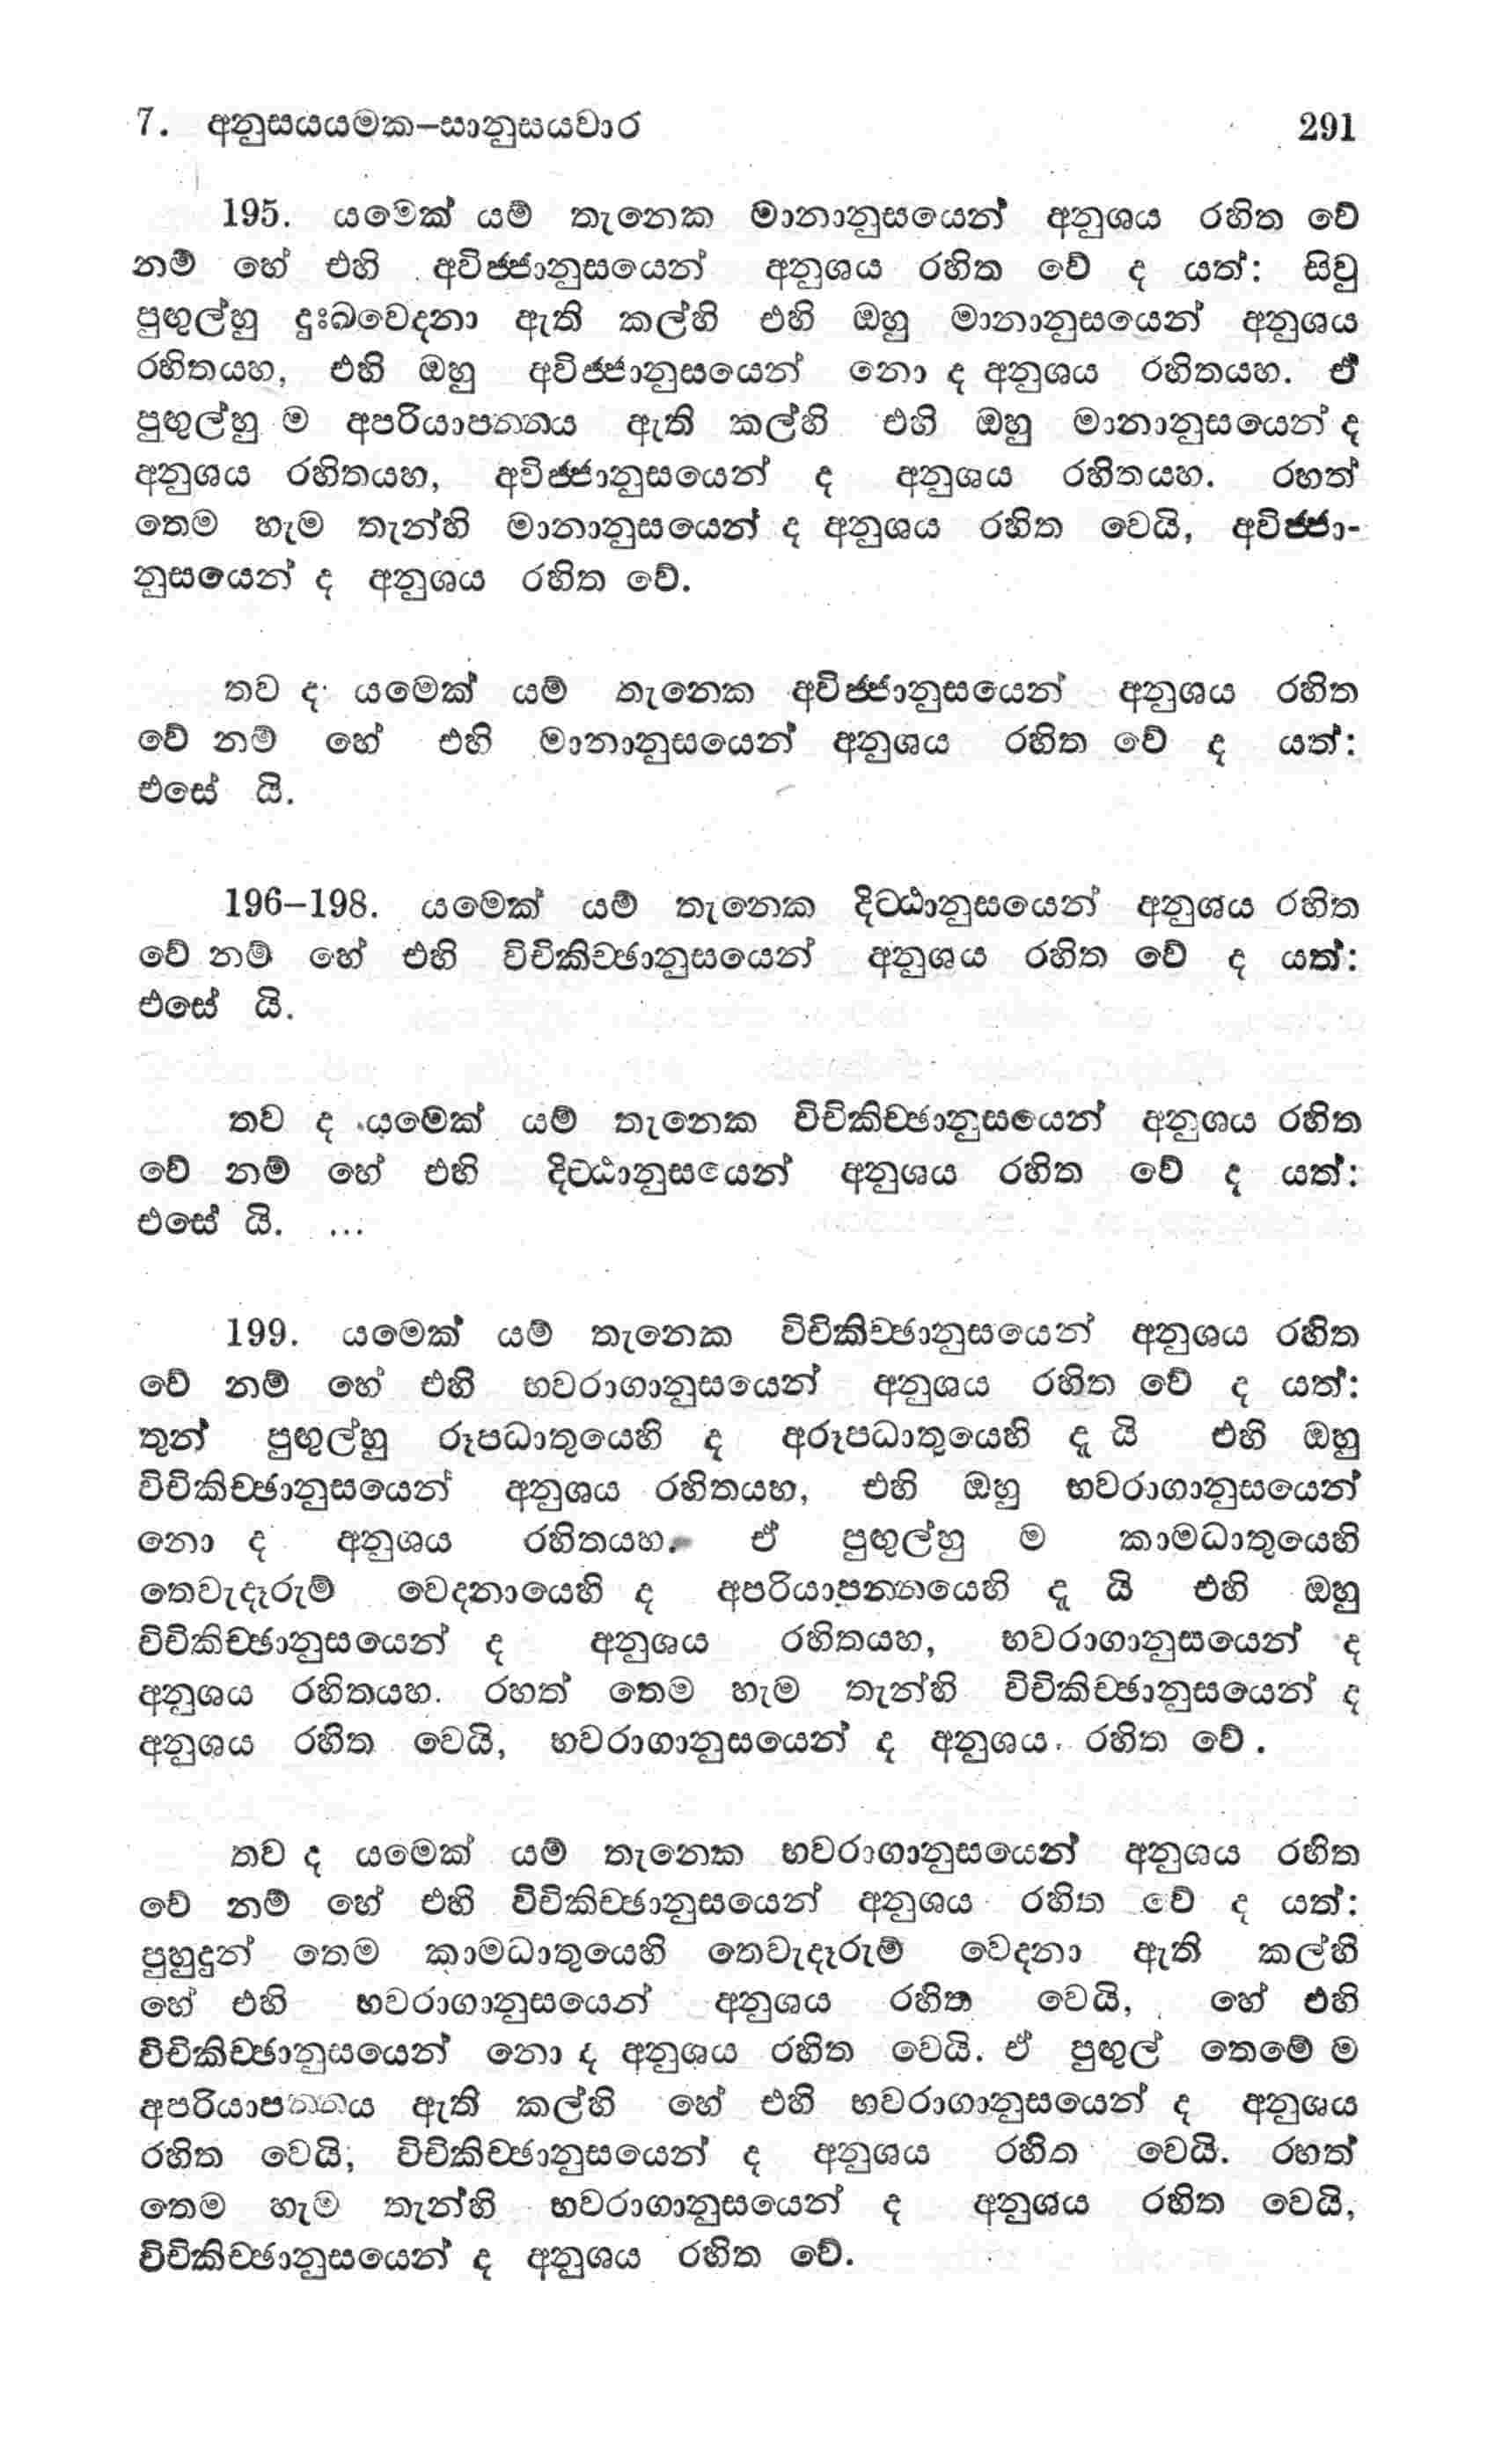 7. අනුසයයමක–සානුසයවාර 291
195. යමෙක් යම් තැනෙක මානානුසයෙන් අනුශය රහිත වේ
නම් හේ එහි අවිජ්ජානුසයෙන් අනුශය රහිත වේ ද යත්: සිවු
පුඟුල්හු දුඃඛවෙදනා ඇති කල්හි එහි ඔහු මානානුසයෙන් අනුශය
රහිතයහ, එහි ඔහු අවිජ්ජානුසයෙන් නො ද අනුශය රහිතයහ. ඒ
පුඟුල්හු ම අපරියාපන්නය ඇති කල්හි එහි ඔහු මානානුසයෙන් ද
අනුශය රහිතයහ, අවිජ්ජානුසයෙන් ද අනුශය රහිතයහ. රහත්
තෙම හැම තැන්හි මානානුසයෙන් ද අනුශය රහිත වෙයි, අවිජ්ජා-
නුසයෙන් ද අනුශය රහිත වේ.
තව ද යමෙක් යම් තැනෙක අවිජ්ජානුසයෙන් අනුශය රහිත
වේ නම් හේ එහි මානානුසයෙන් අනුශය රහිත වේ ද යත්:
එසේ යි.
196–198. යමෙක් යම් තැනෙක දිට්ඨානුසයෙන් අනුශය රහිත
වේ නම් හේ එහි විචිකිච්ඡානුසයෙන් අනුශය රහිත වේ ද යත්:
එසේ යි.
තව ද යමෙක් යම් තැනෙක විචිකිච්ඡානුසයෙන් අනුශය රහිත
වේ නම් හේ එහි දිට්ඨානුසයෙන් අනුශය රහිත වේ ද යත්:
එසේ යි. ...
199. යමෙක් යම් තැනෙක විචිකිච්ඡානුසයෙන් අනුශය රහිත
වේ නම් හේ එහි භවරාගානුසයෙන් අනුශය රහිත වේ ද යත්:
තුන් පුඟුල්හු රූපධාතුයෙහි ද අරූපධාතුයෙහි දැ යි එහි ඔහු
විචිකිච්ඡානුසයෙන් අනුශය රහිතයහ, එහි ඔහු භවරාගානුසයෙන්
නො ද අනුශය රහිතයහ. ඒ පුඟුල්හු ම කාමධාතුයෙහි
තෙවැදෑරුම් වෙදනායෙහි ද අපරියාපන්නයෙහි දැ යි එහි ඔහු
විචිකිච්ඡානුසයෙන් ද අනුශය රහිතයහ, භවරාගානුසයෙන් ද
අනුශය රහිතයහ. රහත් තෙම හැම තැන්හි විචිකිච්ඡානුසයෙන් ද
අනුශය රහිත වෙයි, භවරාගානුසයෙන් ද අනුශය රහිත වේ.
තව ද යමෙක් යම් තැනෙක භවරාගානුසයෙන් අනුශය රහිත
වේ නම් හේ එහි විචිකිච්ඡානුසයෙන් අනුශය රහිත වේ ද යත්:
පුහුදුන් තෙම කාමධාතුයෙහි තෙවැදෑරුම් වෙදනා ඇති කල්හි
හේ එහි භවරාගානුසයෙන් අනුශය රහිත වෙයි, හේ එහි
විචිකිච්ඡානුසයෙන් නො ද අනුශය රහිත වෙයි. ඒ පුඟුල් තෙමේ ම
අපරියාපන්නය ඇති කල්හි හේ එහි භවරාගානුසයෙන් ද අනුශය
රහිත වෙයි, විචිකිච්ඡානුසයෙන් ද අනුශය රහිත වෙයි. රහත්
තෙම හැම තැන්හි භවරාගානුසයෙන් ද අනුශය රහිත වෙයි,
විචිකිච්ඡානුසයෙන් ද අනුශය රහිත වේ.